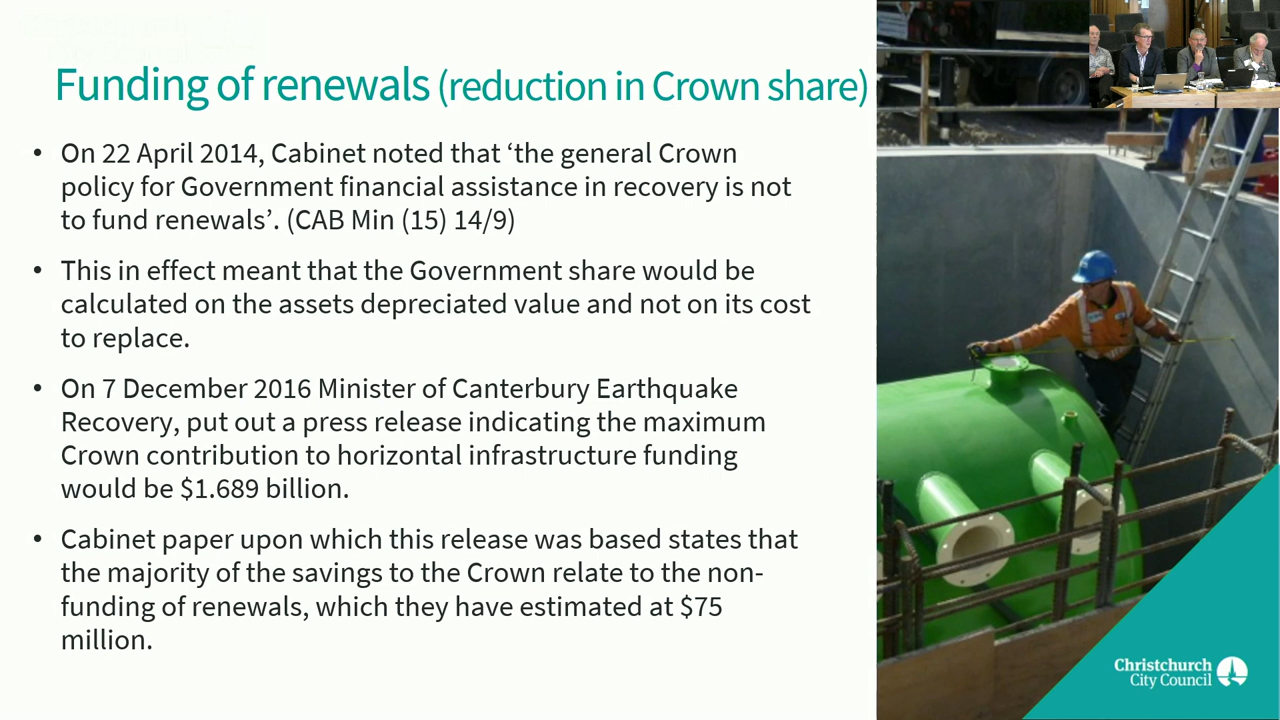 Funding of renewals (reduction in Crown share)
• On 22 April 2014, Cabinet noted that ‘the general Crown
policy for Government financial assistance in recovery is not
to fund renewals’. (CAB Min (15) 14/9)
• This in effect meant that the Government share would be
calculated on the assets depreciated value and not on its cost
to replace.
• On 7 December 2016 Minister of Canterbury Earthquake
Recovery, put out a press release indicating the maximum
Crown contribution to horizontal infrastructure funding
would be $1.689 billion.
• Cabinet paper upon which this release was based states that
the majority of the savings to the Crown relate to the non-
funding of renewals, which they have estimated at $75
million.
Christchurch
City Council